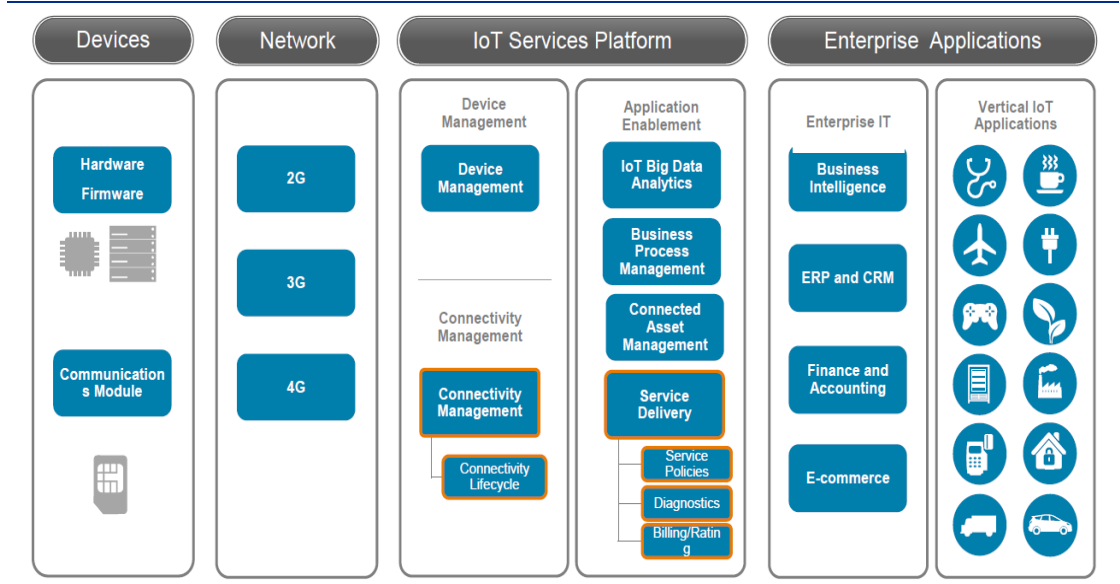 Devices
Network
IoT Services Platform
Enterprise Applications
Hardware
Firmware
Communication
s Module
2G
3G
4G
Device
Management
Device
Management
Connectivity
Management
Connectivity
Management
Connectivity
Lifecycle
Application
Enablement
IoT Big Data
Analytics
Business
Process
Management
Connected
Asset
Management
Service
Delivery
Service
Policies
Diagnostics
Billing/Ratin
g
Enterprise IT
Business
Intelligence
ERP and CRM
Finance and
Accounting
E-commerce
Vertical IoT
Applications